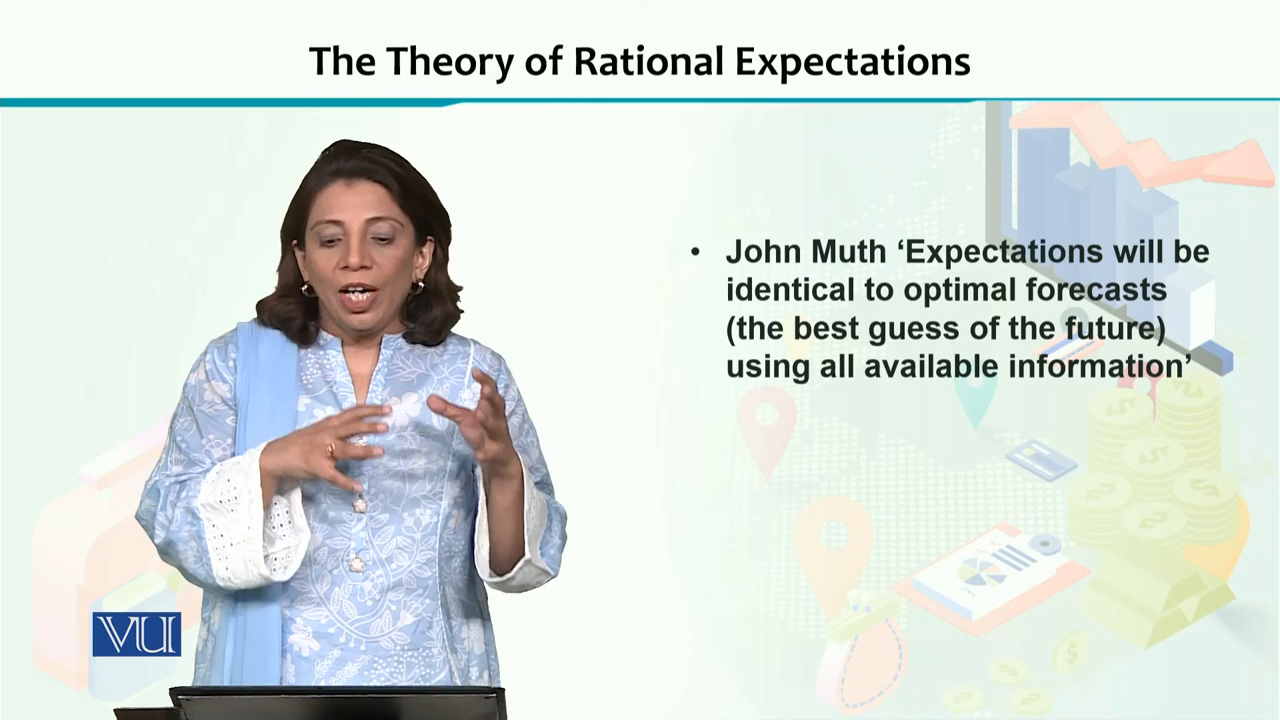 The Theory of Rational Expectations
• John Muth ‘Expectations will be
identical to optimal forecasts
(the best guess of the future)
using all available information’
VU